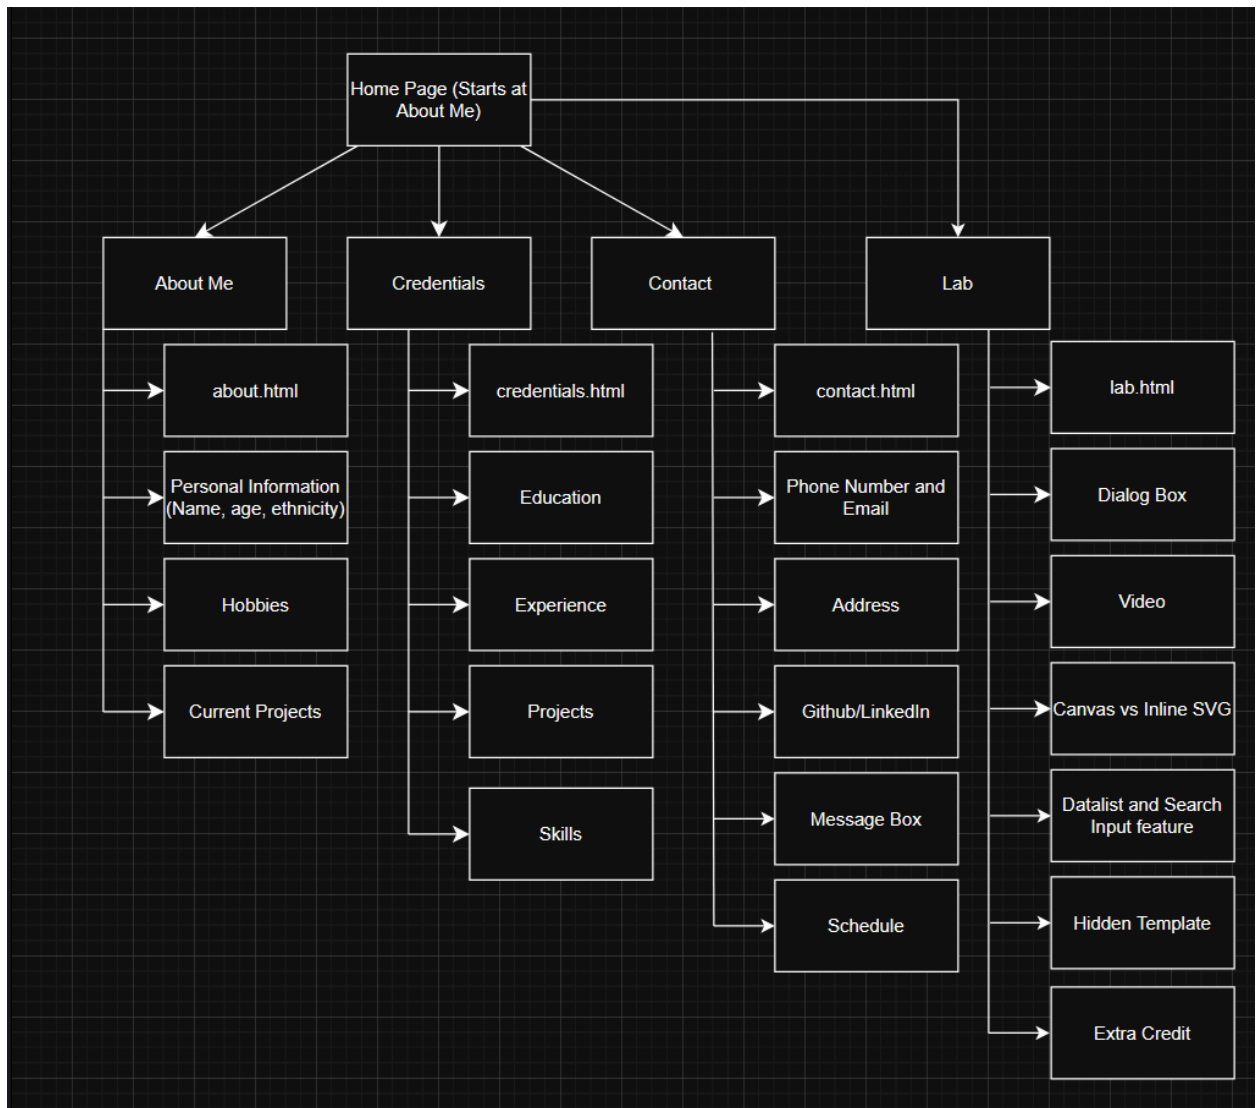 Home Page (Starts at
About Me)
About Me
Credentials
Contact
Lab
about.html
Personal Information
(Name, age, ethnicity)
Hobbies
Current Projects
credentials.html
Education
Experience
Projects
Skills
contact.html
Phone Number and
Email
Address
Github/LinkedIn
Message Box
Schedule
lab.html
Dialog Box
Video
Canvas vs Inline SVG
Datalist and Search
Input feature
Hidden Template
Extra Credit